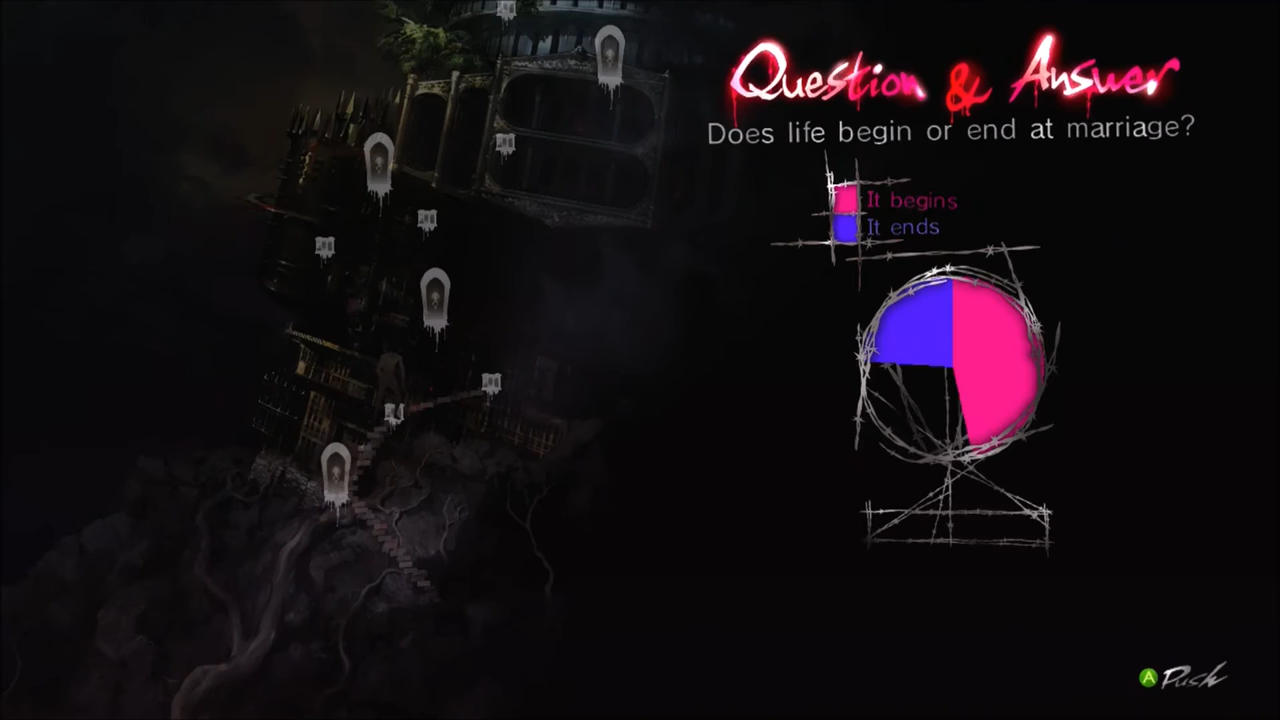 Question & Answer
Does life begin or end at marriage?
It begins
It ends
A Push